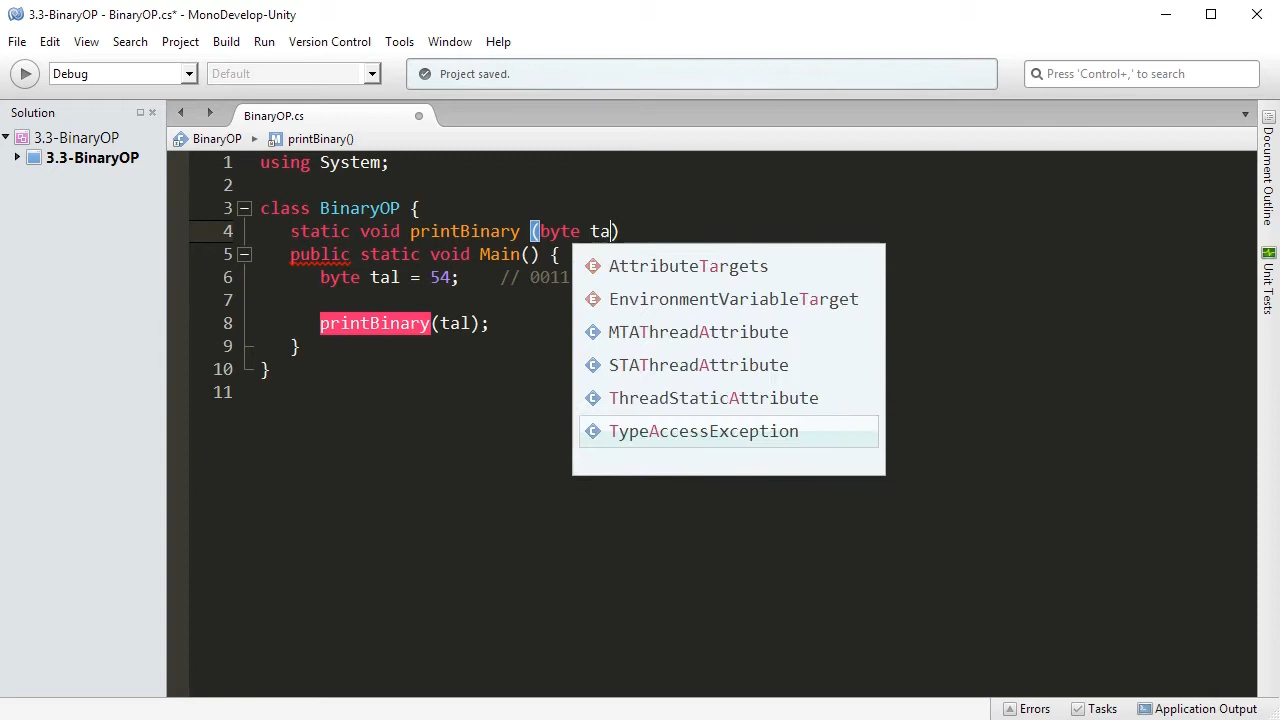 3.3-BinaryOP - BinaryOP.cs* - MonoDevelop-Unity
File Edit View Search Project Build Run Version Control Tools Window Help
Debug Default Project saved. Press 'Control+,' to search
Solution BinaryOP.cs
3.3-BinaryOP BinaryOP printBinary()
3.3-BinaryOP
1 using System;
2
3 class BinaryOP {
4 static void printBinary (byte ta)
5 public static void Main() {
6 byte tal = 54; // 0011
7
8 printBinary(tal);
9 }
10 }
11
AttributeTargets
EnvironmentVariableTarget
MTAThreadAttribute
STAThreadAttribute
ThreadStaticAttribute
TypeAccessException
Document Outline
Unit Tests
Errors Tasks Application Output